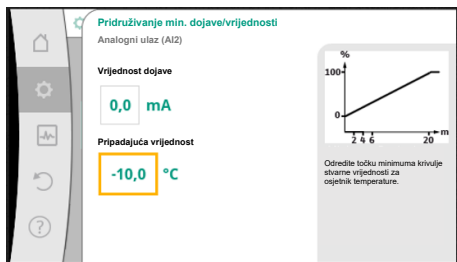 Pridruživanje min. dojave/vrijednosti
Analogni ulaz (AI2)
Vrijednost dojave
0,0 mA
Pripadajuća vrijednost
-10,0 °C
%
100
0
2 4 6 20
m
Odredite točku minimuma krivulje
stvarne vrijednosti za
osjetnik temperature.
?